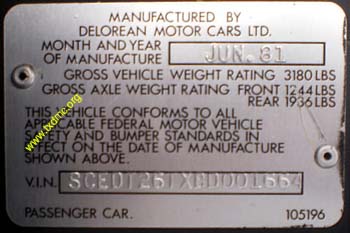 MANUFACTURED BY
DELOREAN MOTOR CARS LTD.
MONTH AND YEAR
OF MANUFACTURE JUN. 81
GROSS VEHICLE WEIGHT RATING 3180 LBS
GROSS AXLE WEIGHT RATING FRONT 1244 LBS
REAR 1936 LBS
THIS VEHICLE CONFORMS TO ALL
APPLICABLE FEDERAL MOTOR VEHICLE
SAFETY AND BUMPER STANDARDS IN
EFFECT ON THE DATE OF MANUFACTURE
SHOWN ABOVE.
V.I.N.
PASSENGER CAR. 105196
www.txdmc.org